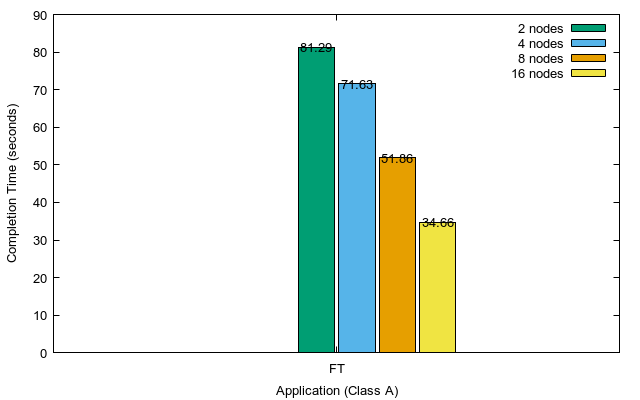 90
80
70
60
50
40
30
20
10
0
Completion Time (seconds)
2 nodes
4 nodes
8 nodes
16 nodes
81.29
71.63
51.86
34.66
FT
Application (Class A)